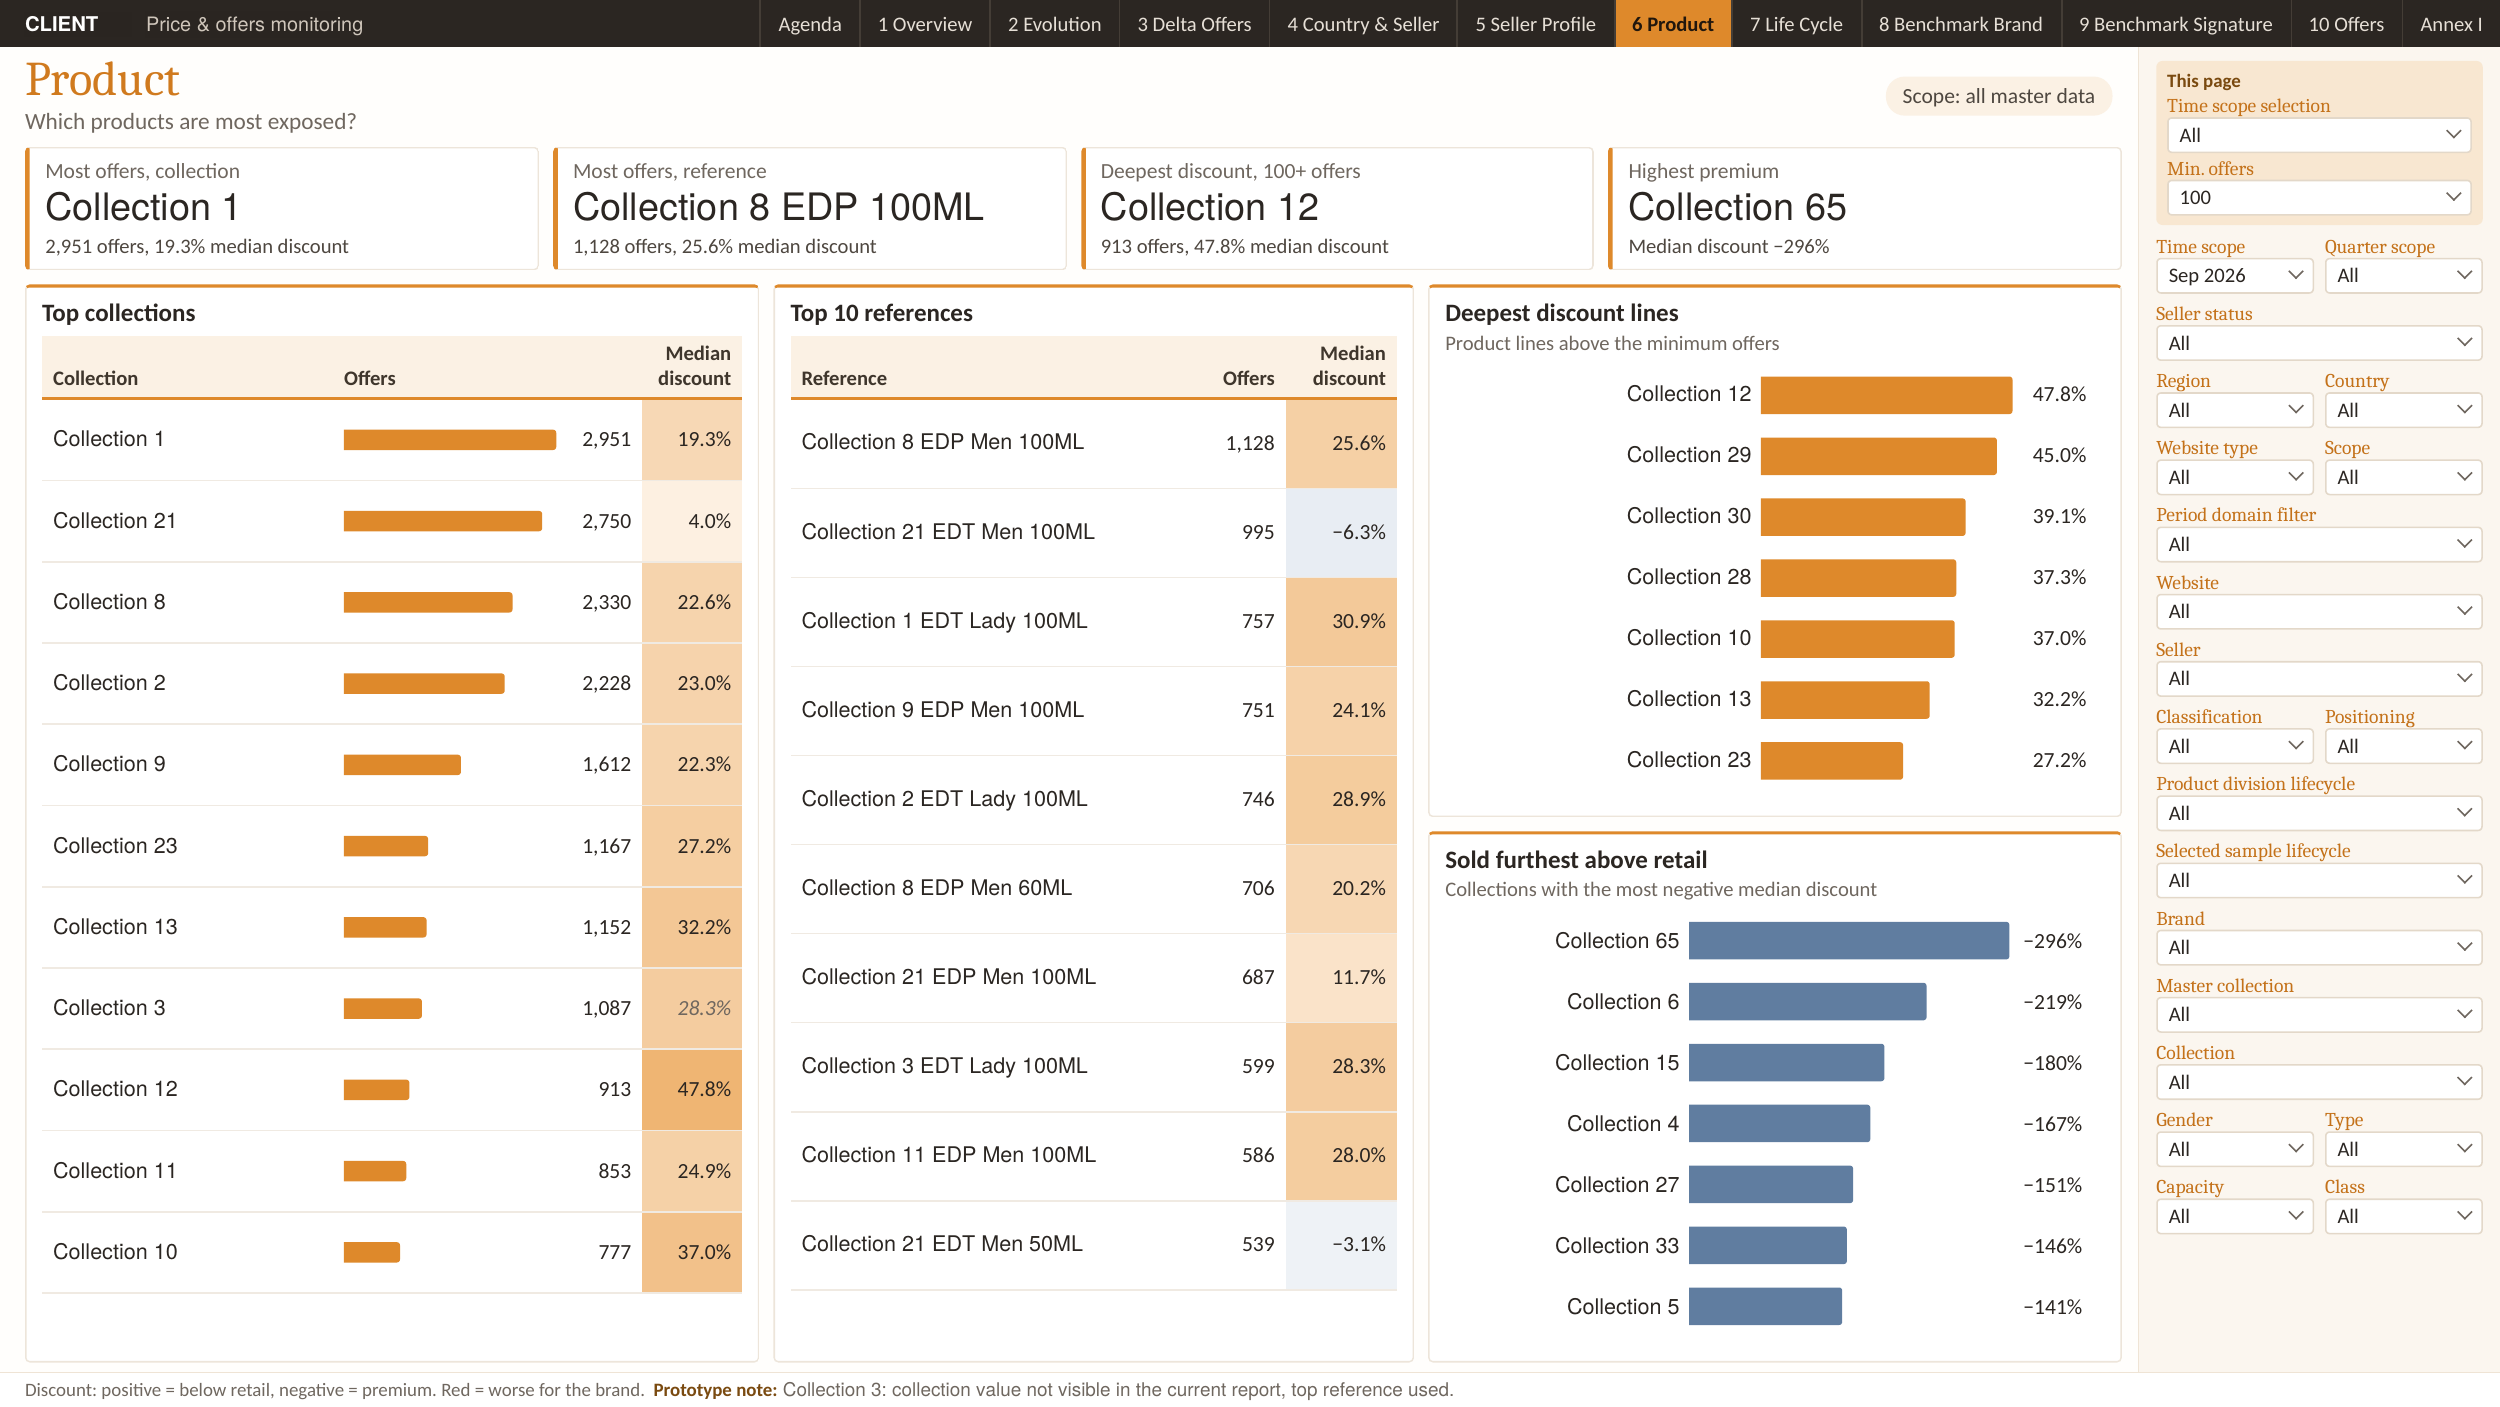 CLIENT Price & offers monitoring Agenda 1 Overview 2 Evolution 3 Delta Offers 4 Country & Seller 5 Seller Profile 6 Product 7 Life Cycle 8 Benchmark Brand 9 Benchmark Signature 10 Offers Annex I
Product
Which products are most exposed?
Scope: all master data
Most offers, collection
Collection 1
2,951 offers, 19.3% median discount
Most offers, reference
Collection 8 EDP 100ML
1,128 offers, 25.6% median discount
Deepest discount, 100+ offers
Collection 12
913 offers, 47.8% median discount
Highest premium
Collection 65
Median discount −296%
Top collections
Collection Offers Median discount
Collection 1 2,951 19.3%
Collection 21 2,750 4.0%
Collection 8 2,330 22.6%
Collection 2 2,228 23.0%
Collection 9 1,612 22.3%
Collection 23 1,167 27.2%
Collection 13 1,152 32.2%
Collection 3 1,087 28.3%
Collection 12 913 47.8%
Collection 11 853 24.9%
Collection 10 777 37.0%
Top 10 references
Reference Offers Median discount
Collection 8 EDP Men 100ML 1,128 25.6%
Collection 21 EDT Men 100ML 995 −6.3%
Collection 1 EDT Lady 100ML 757 30.9%
Collection 9 EDP Men 100ML 751 24.1%
Collection 2 EDT Lady 100ML 746 28.9%
Collection 8 EDP Men 60ML 706 20.2%
Collection 21 EDP Men 100ML 687 11.7%
Collection 3 EDT Lady 100ML 599 28.3%
Collection 11 EDP Men 100ML 586 28.0%
Collection 21 EDT Men 50ML 539 −3.1%
Deepest discount lines
Product lines above the minimum offers
Collection 12 47.8%
Collection 29 45.0%
Collection 30 39.1%
Collection 28 37.3%
Collection 10 37.0%
Collection 13 32.2%
Collection 23 27.2%
Sold furthest above retail
Collections with the most negative median discount
Collection 65 −296%
Collection 6 −219%
Collection 15 −180%
Collection 4 −167%
Collection 27 −151%
Collection 33 −146%
Collection 5 −141%
This page
Time scope selection
All
Min. offers
100
Time scope Quarter scope
Sep 2026 All
Seller status
All
Region Country
All All
Website type Scope
All All
Period domain filter
All
Website
All
Seller
All
Classification Positioning
All All
Product division lifecycle
All
Selected sample lifecycle
All
Brand
All
Master collection
All
Collection
All
Gender Type
All All
Capacity Class
All All
Discount: positive = below retail, negative = premium. Red = worse for the brand. Prototype note: Collection 3: collection value not visible in the current report, top reference used.